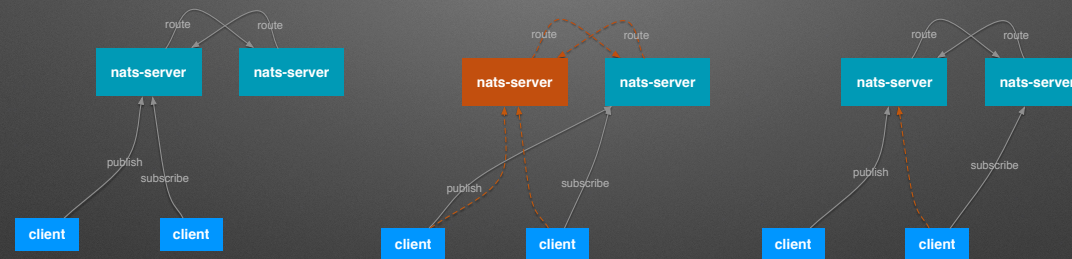 route
route
nats-server
nats-server
publish
subscribe
client
client
route
route
nats-server
nats-server
publish
subscribe
client
client
route
route
nats-server
nats-server
publish
subscribe
client
client